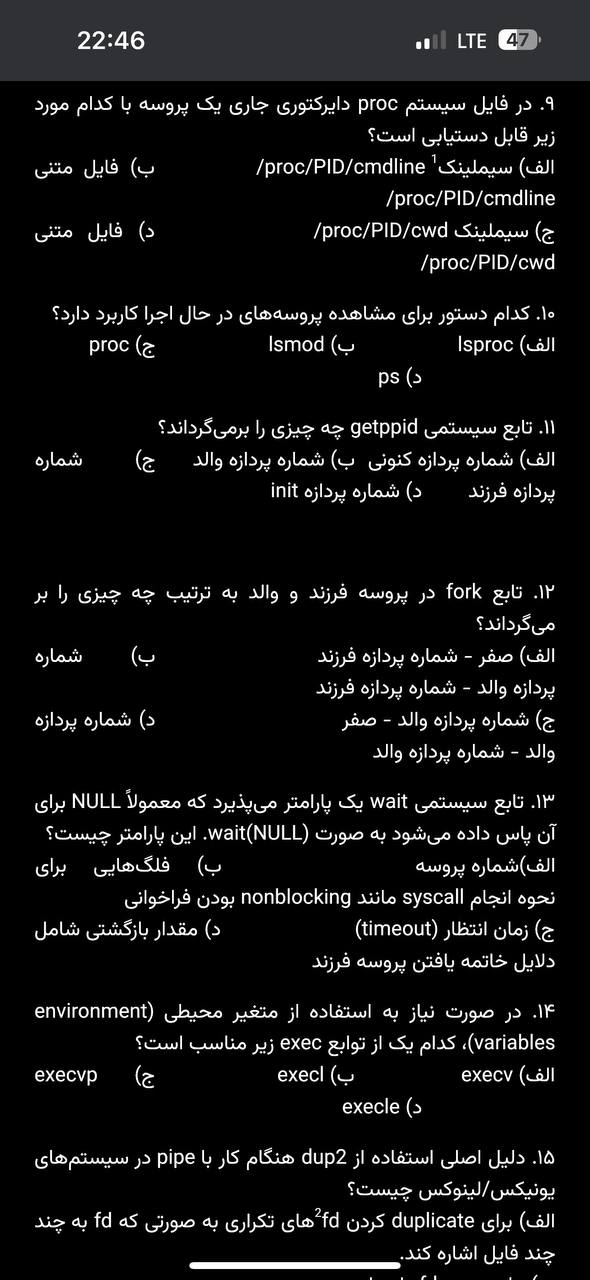 22:46 LTE 47
۹. در فایل سیستم proc دایرکتوری جاری یک پروسه با کدام مورد
زیر قابل دستیابی است؟
الف) سیملینک¹ /proc/PID/cmdline ب) فایل متنی
/proc/PID/cmdline
ج) سیملینک /proc/PID/cwd د) فایل متنی
/proc/PID/cwd
۱۰. کدام دستور برای مشاهده پروسه‌های در حال اجرا کاربرد دارد؟
الف) lsproc ب) lsmod ج) proc
د) ps
۱۱. تابع سیستمی getppid چه چیزی را برمی‌گرداند؟
الف) شماره پردازه کنونی ب) شماره پردازه والد ج) شماره
پردازه فرزند د) شماره پردازه init
۱۲. تابع fork در پروسه فرزند و والد به ترتیب چه چیزی را بر
می‌گرداند؟
الف) صفر - شماره پردازه فرزند ب) شماره
پردازه والد - شماره پردازه فرزند
ج) شماره پردازه والد - صفر د) شماره پردازه
والد - شماره پردازه والد
۱۳. تابع سیستمی wait یک پارامتر می‌پذیرد که معمولاً NULL برای
آن پاس داده می‌شود به صورت wait(NULL). این پارامتر چیست؟
الف)شماره پروسه ب) فلگ‌هایی برای
نحوه انجام syscall مانند nonblocking بودن فراخوانی
ج) زمان انتظار (timeout) د) مقدار بازگشتی شامل
دلایل خاتمه یافتن پروسه فرزند
۱۴. در صورت نیاز به استفاده از متغیر محیطی (environment
variables)، کدام یک از توابع exec زیر مناسب است؟
الف) execv ب) execl ج) execvp
د) execle
۱۵. دلیل اصلی استفاده از dup2 هنگام کار با pipe در سیستم‌های
یونیکس/لینوکس چیست؟
الف) برای duplicate کردن fd²های تکراری به صورتی که fd به چند
چند فایل اشاره کند.